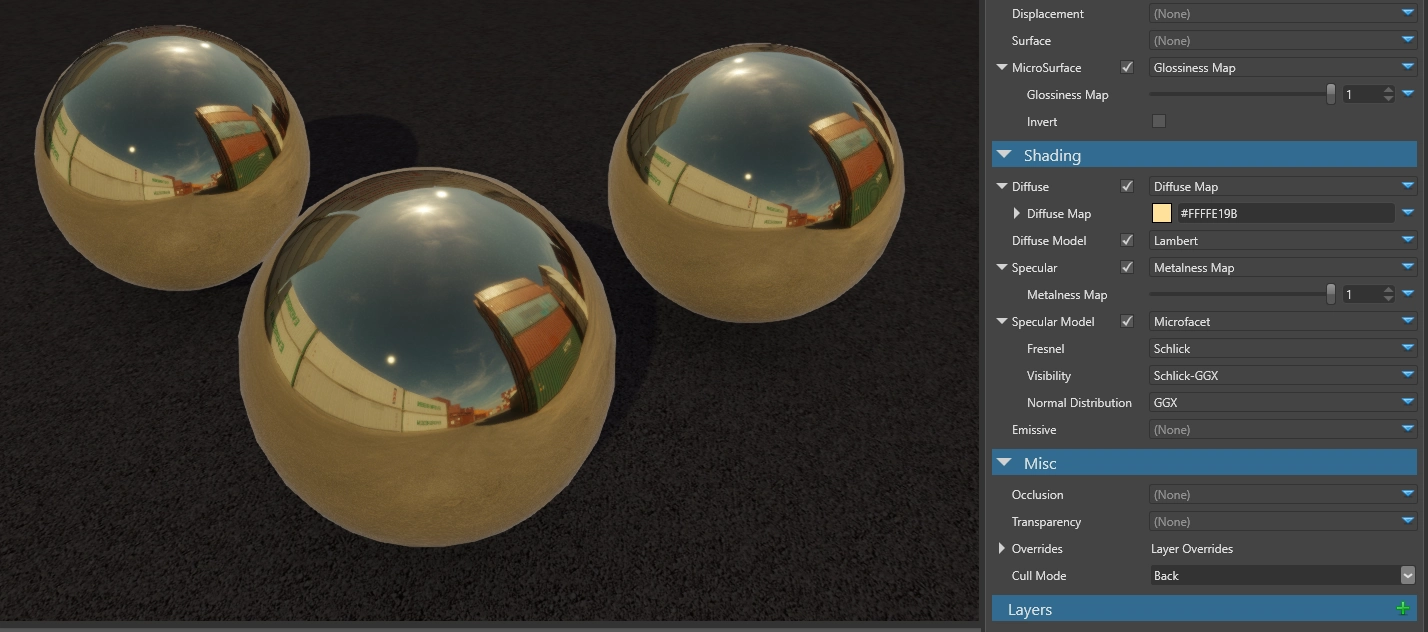 Displacement (None)
Surface (None)
MicroSurface Glossiness Map
Glossiness Map 1
Invert
Shading
Diffuse Diffuse Map
Diffuse Map #FFFFE19B
Diffuse Model Lambert
Specular Metalness Map
Metalness Map 1
Specular Model Microfacet
Fresnel Schlick
Visibility Schlick-GGX
Normal Distribution GGX
Emissive (None)
Misc
Occlusion (None)
Transparency (None)
Overrides Layer Overrides
Cull Mode Back
Layers